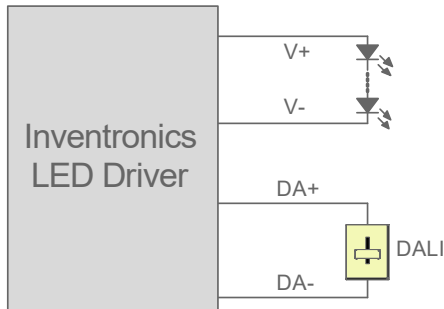 Inventronics
LED Driver
V+
V-
DA+
DA-
DALI